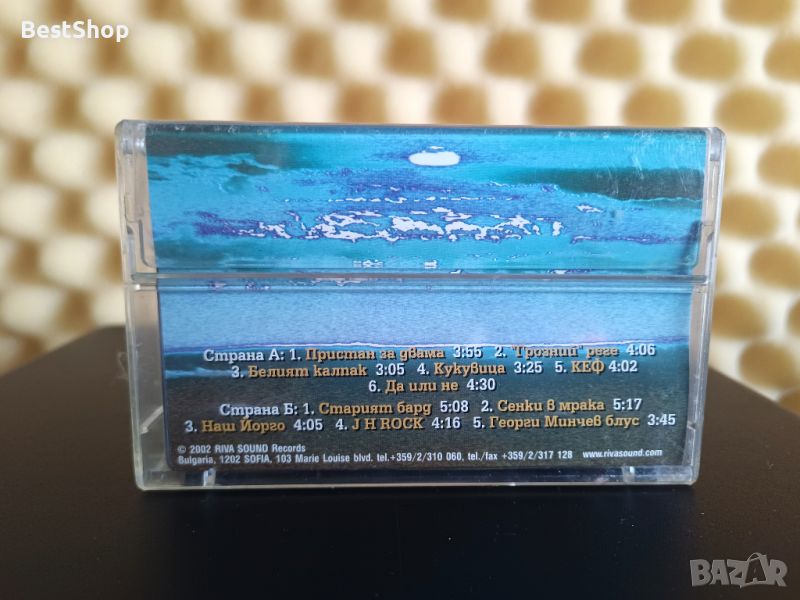 BestShop
Страна А: 1. Пристан за двама 3:55 2. "Грозний" реге 4:06
3. Белият калпак 3:05 4. Кукувица 3:25 5. КЕФ 4:02
6. Да или не 4:30
Страна Б: 1. Старият бард 5:08 2. Сенки в мрака 5:17
3. Наш Йорго 4:05 4. J H ROCK 4:16 5. Георги Минчев блус 3:45
© 2002 RIVA SOUND Records
Bulgaria, 1202 SOFIA, 103 Marie Louise blvd. tel.+359/2/310 060, tel./fax +359/2/317 128 www.rivasound.com
BAZAR